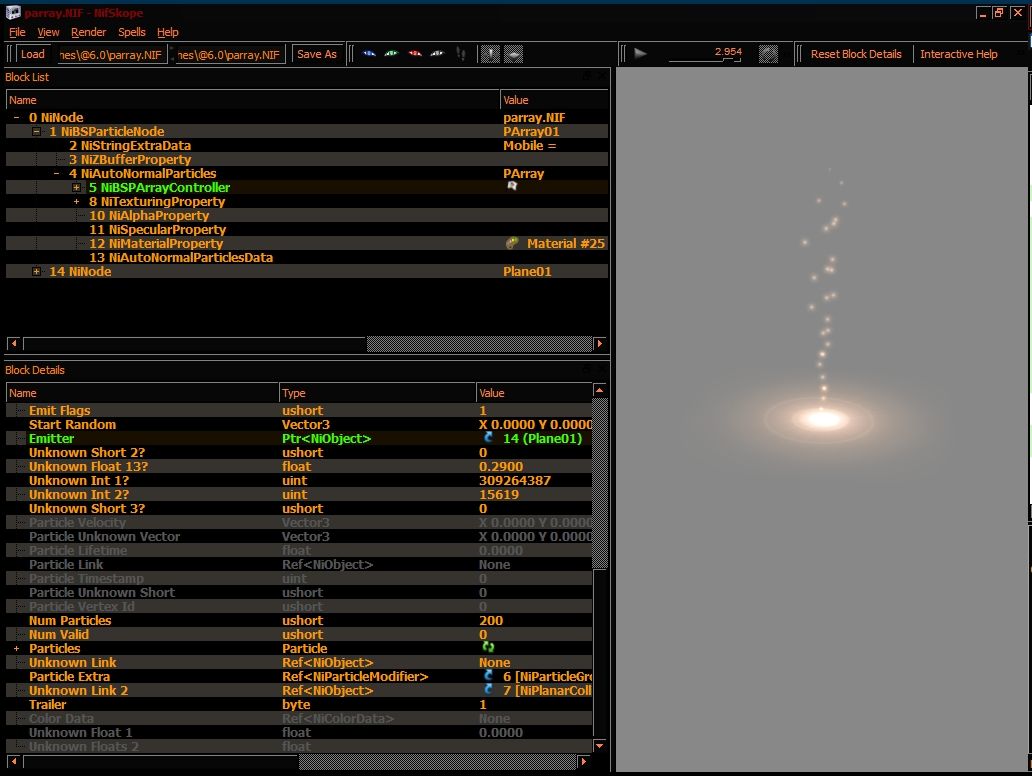 parray.NIF - NifSkope
File View Render Spells Help
Load nes\@6.0\parray.NIF nes\@6.0\parray.NIF Save As 2.954 Reset Block Details Interactive Help
Block List
Name Value
0 NiNode parray.NIF
1 NiBSParticleNode PArray01
2 NiStringExtraData Mobile =
3 NiZBufferProperty
4 NiAutoNormalParticles PArray
5 NiBSPArrayController
8 NiTexturingProperty
10 NiAlphaProperty
11 NiSpecularProperty
12 NiMaterialProperty Material #25
13 NiAutoNormalParticlesData
14 NiNode Plane01
Block Details
Name Type Value
Emit Flags ushort 1
Start Random Vector3 X 0.0000 Y 0.0000
Emitter Ptr<NiObject> 14 (Plane01)
Unknown Short 2? ushort 0
Unknown Float 13? float 0.2900
Unknown Int 1? uint 309264387
Unknown Int 2? uint 15619
Unknown Short 3? ushort 0
Particle Velocity Vector3 X 0.0000 Y 0.0000
Particle Unknown Vector Vector3 X 0.0000 Y 0.0000
Particle Lifetime float 0.0000
Particle Link Ref<NiObject> None
Particle Timestamp uint 0
Particle Unknown Short ushort 0
Particle Vertex Id ushort 0
Num Particles ushort 200
Num Valid ushort 0
Particles Particle
Unknown Link Ref<NiObject> None
Particle Extra Ref<NiParticleModifier> 6 [NiParticleGr
Unknown Link 2 Ref<NiObject> 7 [NiPlanarColl
Trailer byte 1
Color Data Ref<NiColorData> None
Unknown Float 1 float 0.0000
Unknown Floats 2 float